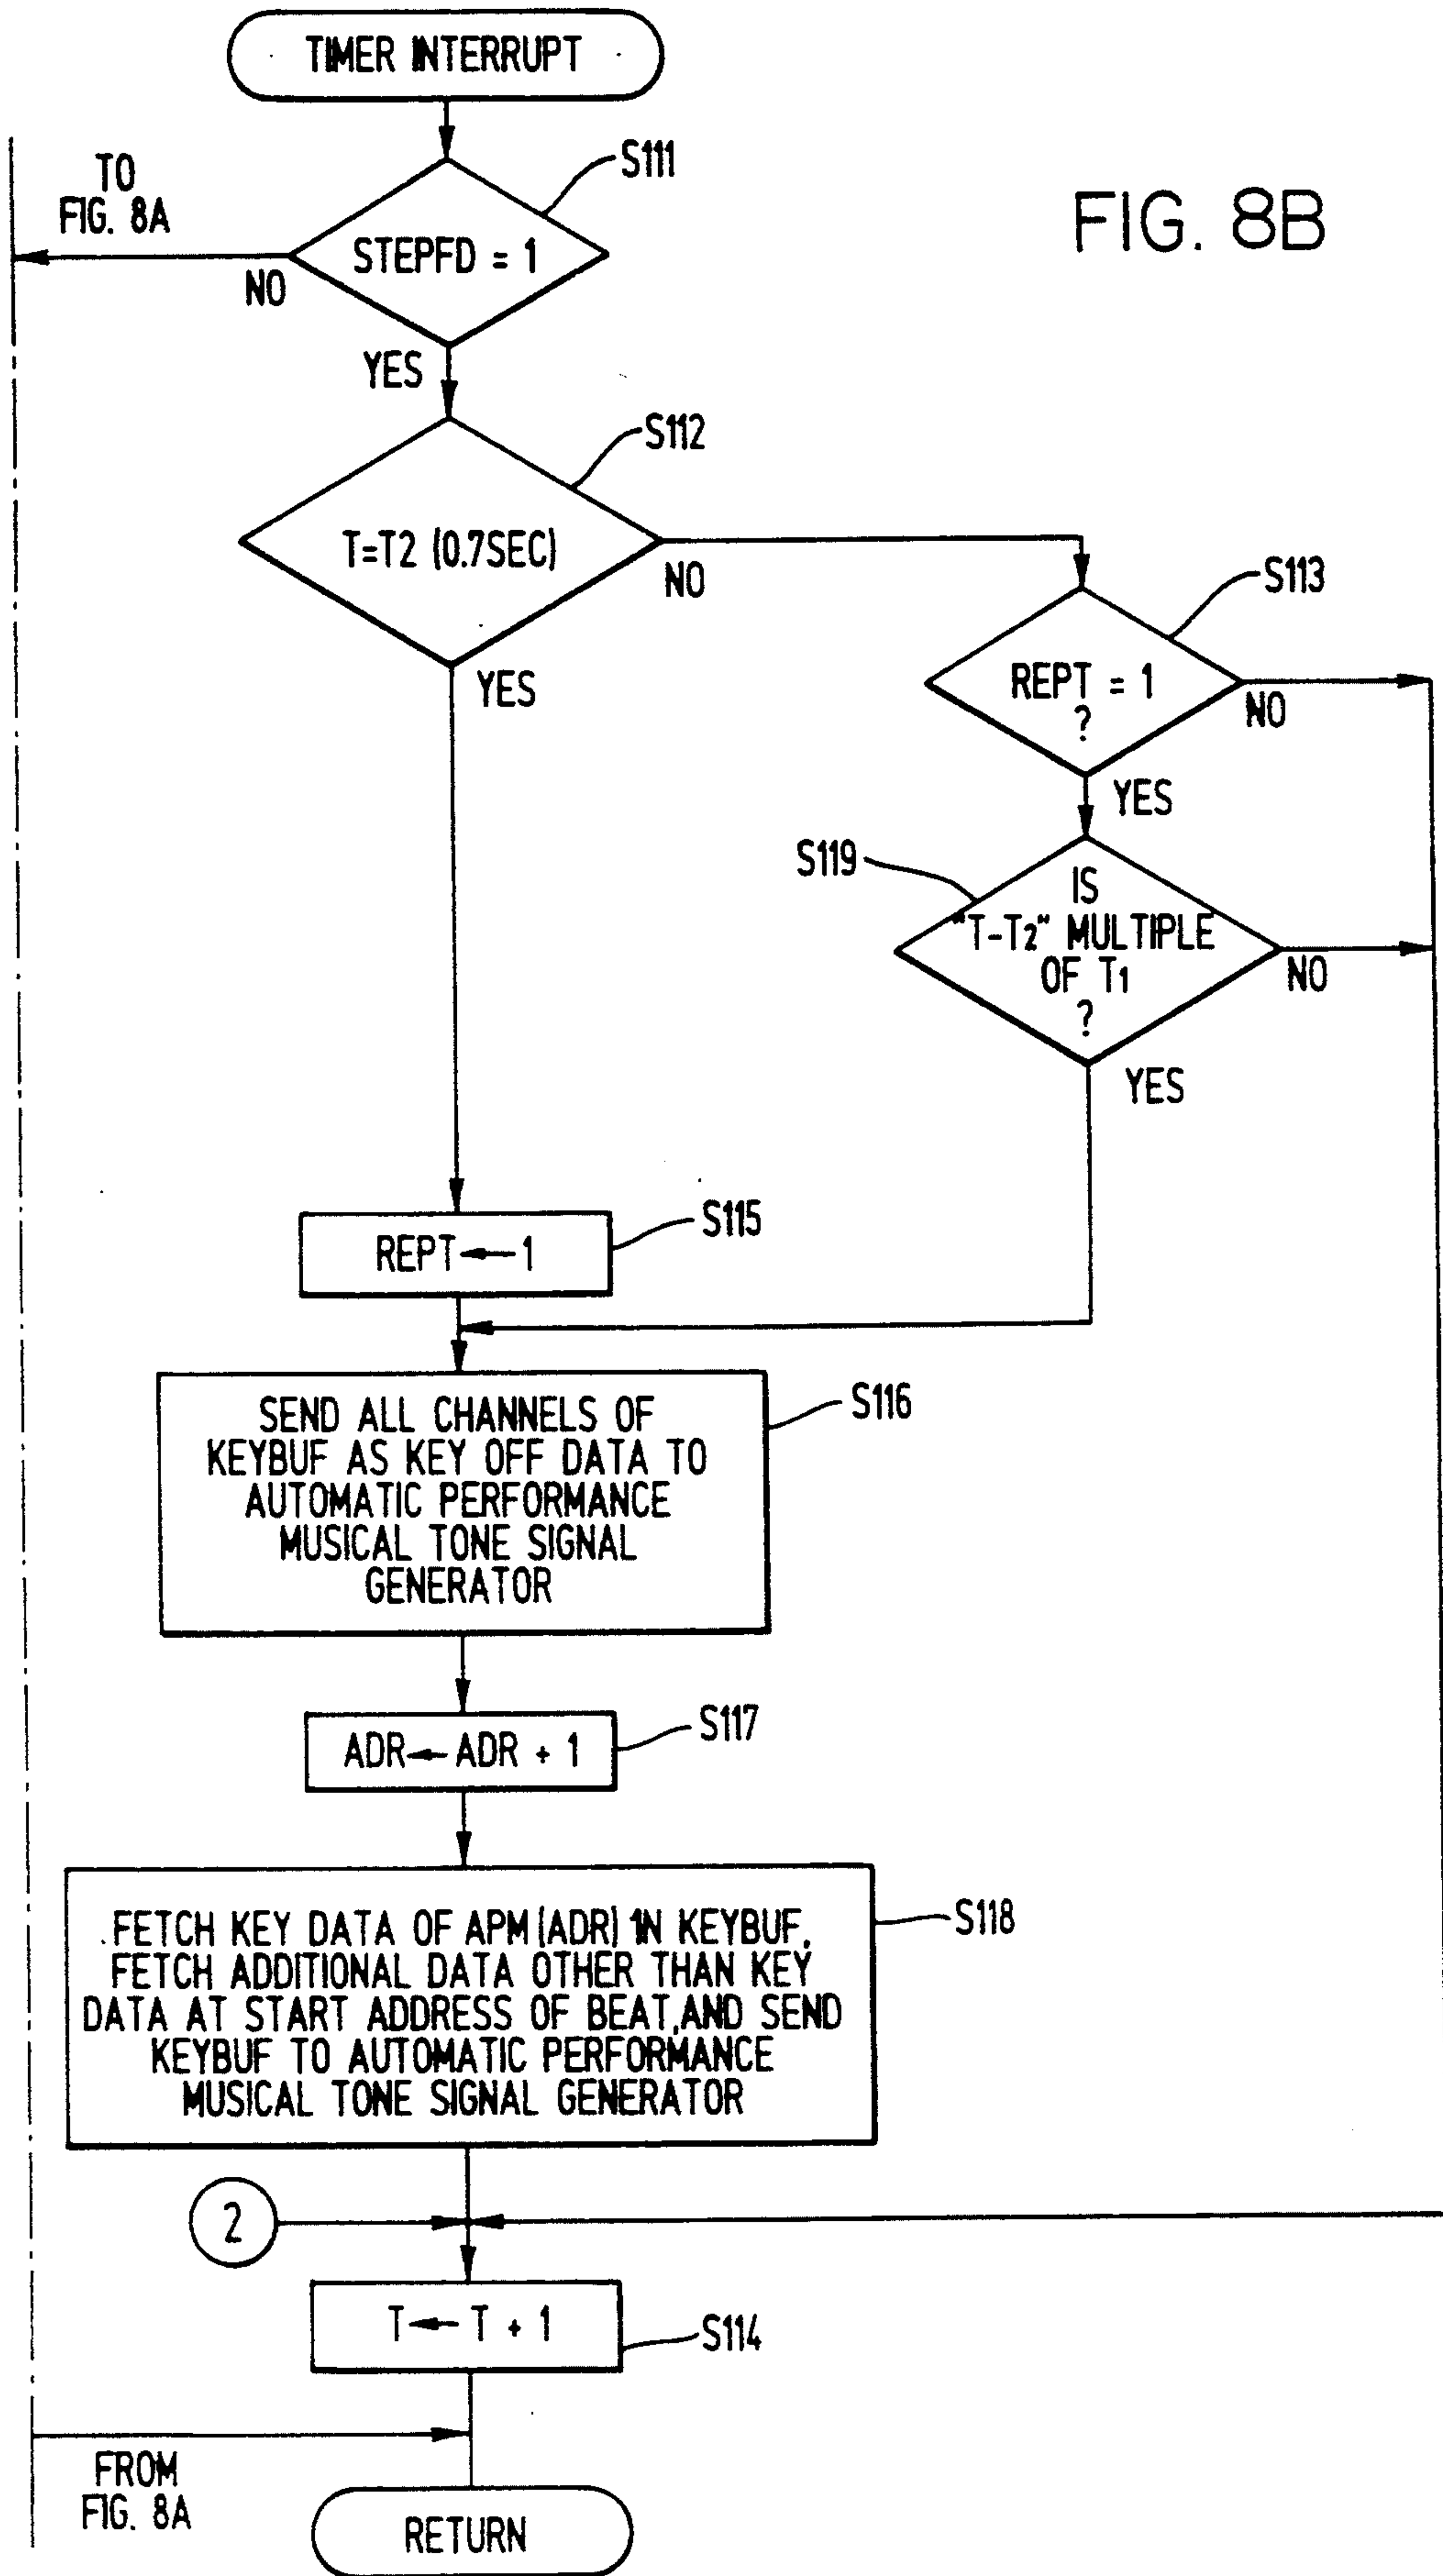 TIMER INTERRUPT
S111
TO
FIG. 8A
FIG. 8B
STEPFD = 1
NO
YES
S112
T=T2 (0.7SEC)
NO
YES
S113
REPT = 1
?
NO
YES
S119
IS
"T-T2" MULTIPLE
OF T1
?
NO
YES
S115
REPT ← 1
S116
SEND ALL CHANNELS OF
KEYBUF AS KEY OFF DATA TO
AUTOMATIC PERFORMANCE
MUSICAL TONE SIGNAL
GENERATOR
S117
ADR ← ADR + 1
S118
FETCH KEY DATA OF APM (ADR) IN KEYBUF,
FETCH ADDITIONAL DATA OTHER THAN KEY
DATA AT START ADDRESS OF BEAT, AND SEND
KEYBUF TO AUTOMATIC PERFORMANCE
MUSICAL TONE SIGNAL GENERATOR
2
T ← T + 1
S114
FROM
FIG. 8A
RETURN